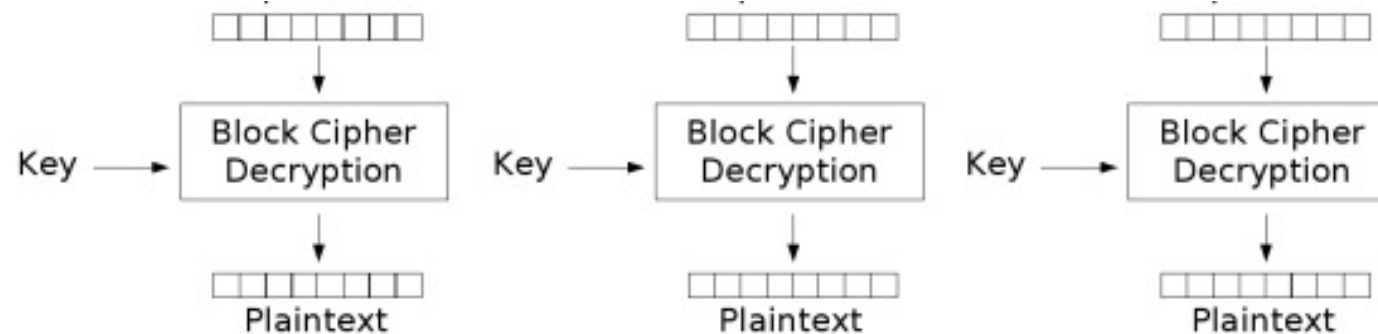 Key
Block Cipher
Decryption
Plaintext
Key
Block Cipher
Decryption
Plaintext
Key
Block Cipher
Decryption
Plaintext